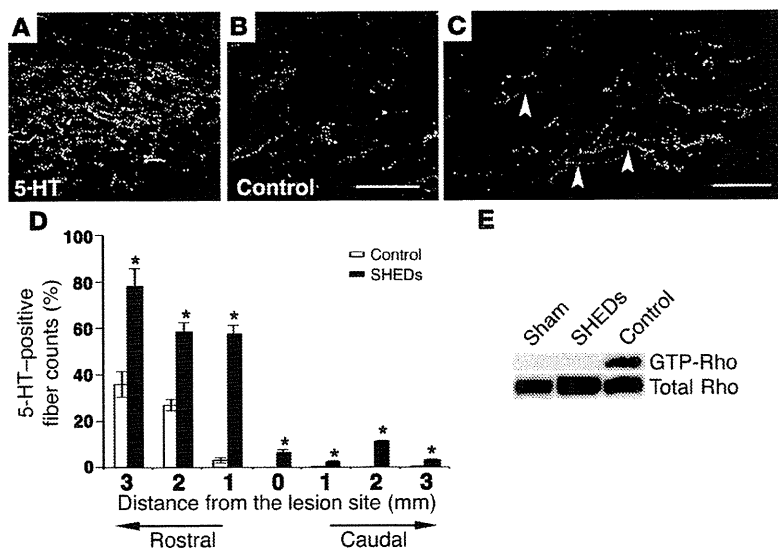 A
B
C
5-HT
Control
D
E
100
80
60
40
20
0
5-HT–positive
fiber counts (%)
Control
SHEDs
* * * * * * *
3 2 1 0 1 2 3
Distance from the lesion site (mm)
Rostral Caudal
Sham SHEDs Control
GTP-Rho
Total Rho